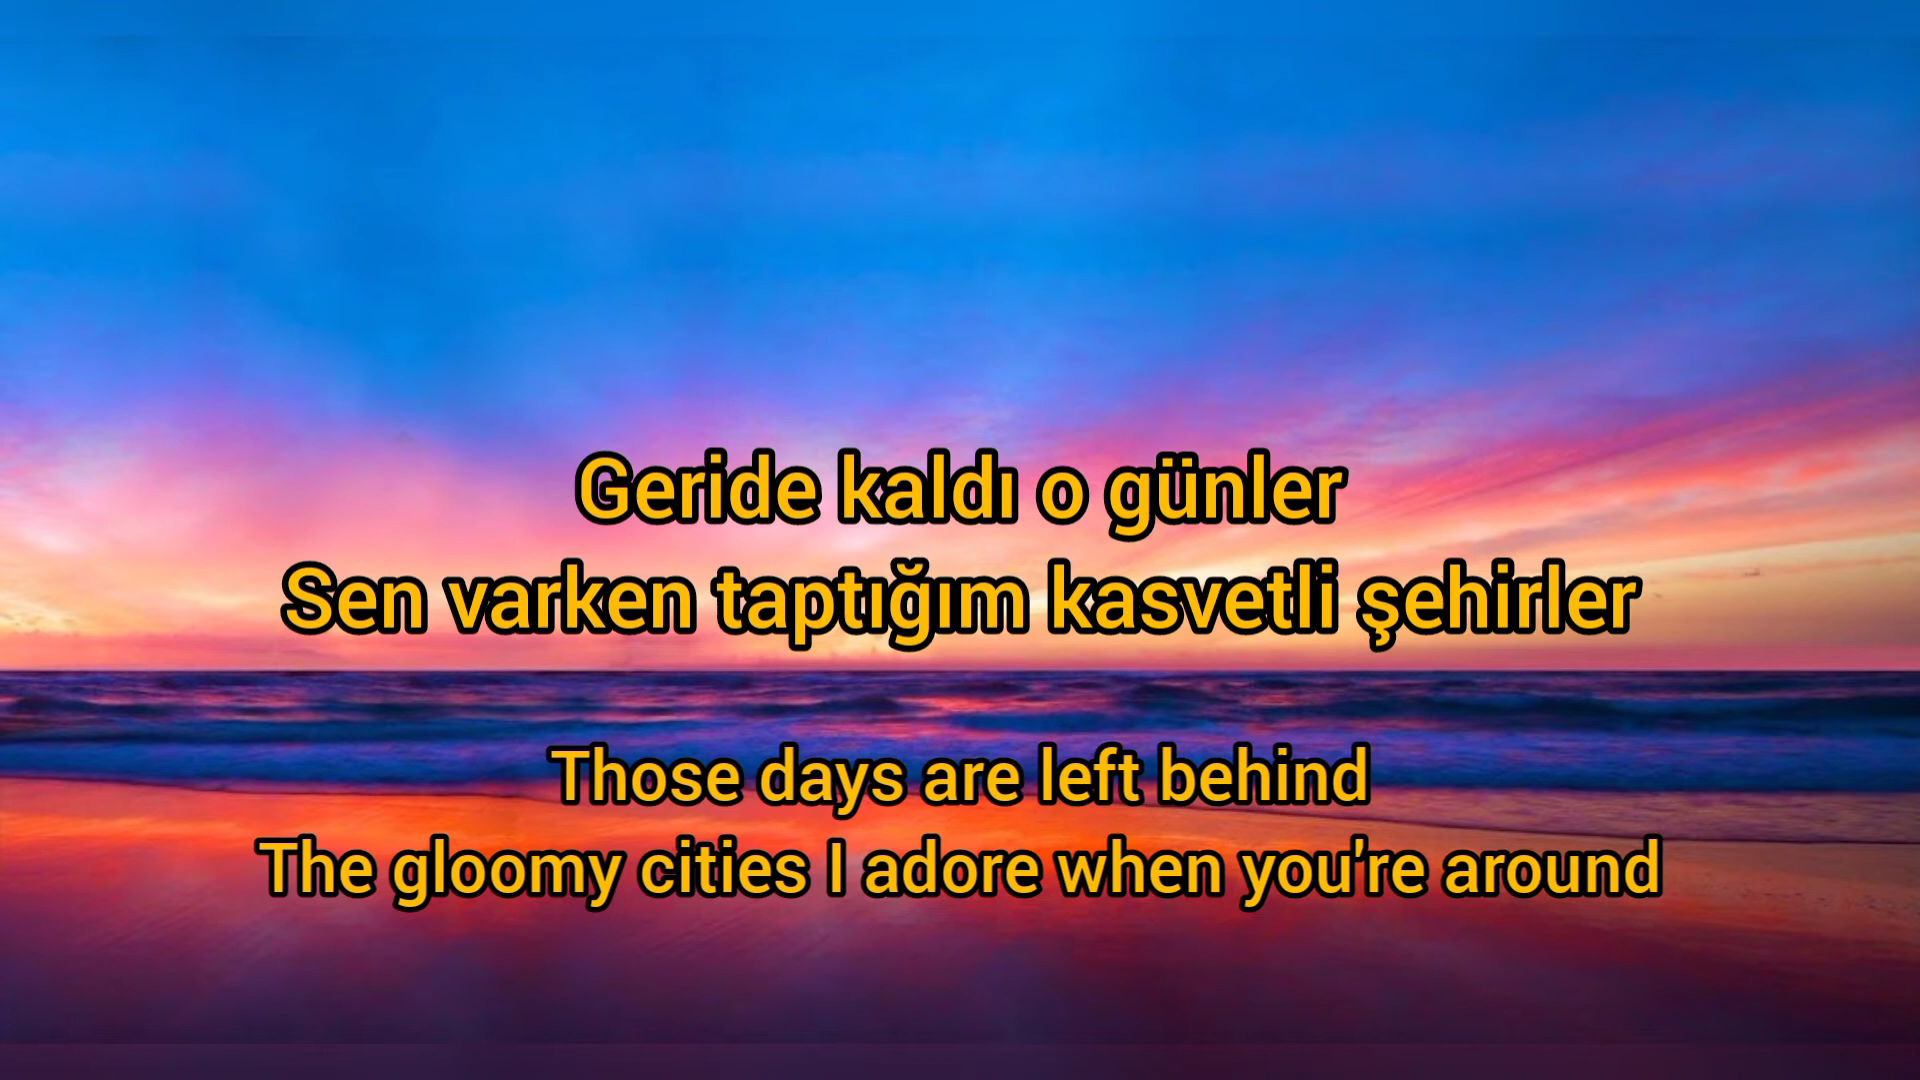 Geride kaldı o günler
Sen varken taptığım kasvetli şehirler
Those days are left behind
The gloomy cities I adore when you're around